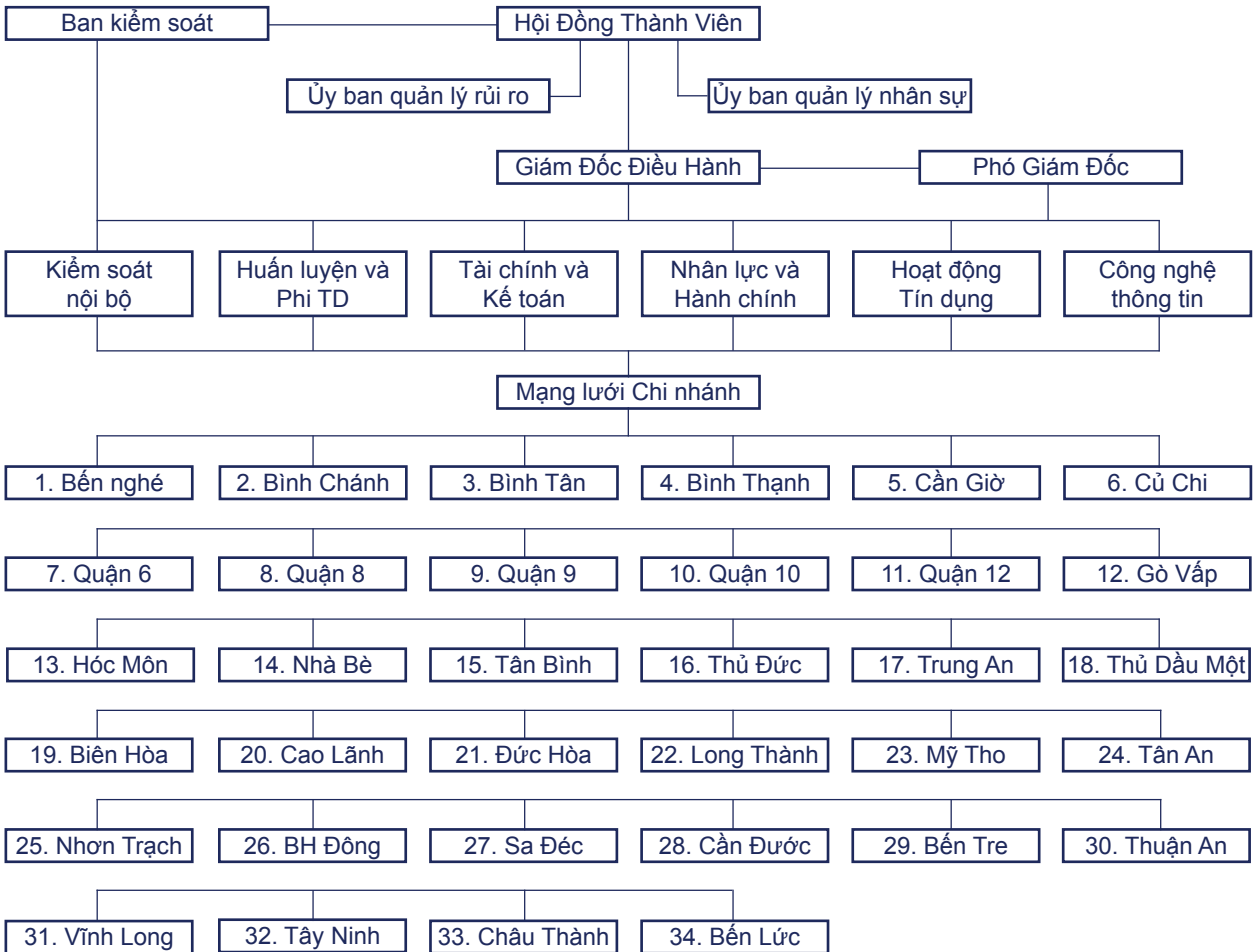 Ban kiểm soát
Hội Đồng Thành Viên
Ủy ban quản lý rủi ro
Ủy ban quản lý nhân sự
Giám Đốc Điều Hành
Phó Giám Đốc
Kiểm soát
nội bộ
Huấn luyện và
Phi TD
Tài chính và
Kế toán
Nhân lực và
Hành chính
Hoạt động
Tín dụng
Công nghệ
thông tin
Mạng lưới Chi nhánh
1. Bến nghé
2. Bình Chánh
3. Bình Tân
4. Bình Thạnh
5. Cần Giờ
6. Củ Chi
7. Quận 6
8. Quận 8
9. Quận 9
10. Quận 10
11. Quận 12
12. Gò Vấp
13. Hóc Môn
14. Nhà Bè
15. Tân Bình
16. Thủ Đức
17. Trung An
18. Thủ Dầu Một
19. Biên Hòa
20. Cao Lãnh
21. Đức Hòa
22. Long Thành
23. Mỹ Tho
24. Tân An
25. Nhơn Trạch
26. BH Đông
27. Sa Đéc
28. Cần Đước
29. Bến Tre
30. Thuận An
31. Vĩnh Long
32. Tây Ninh
33. Châu Thành
34. Bến Lức